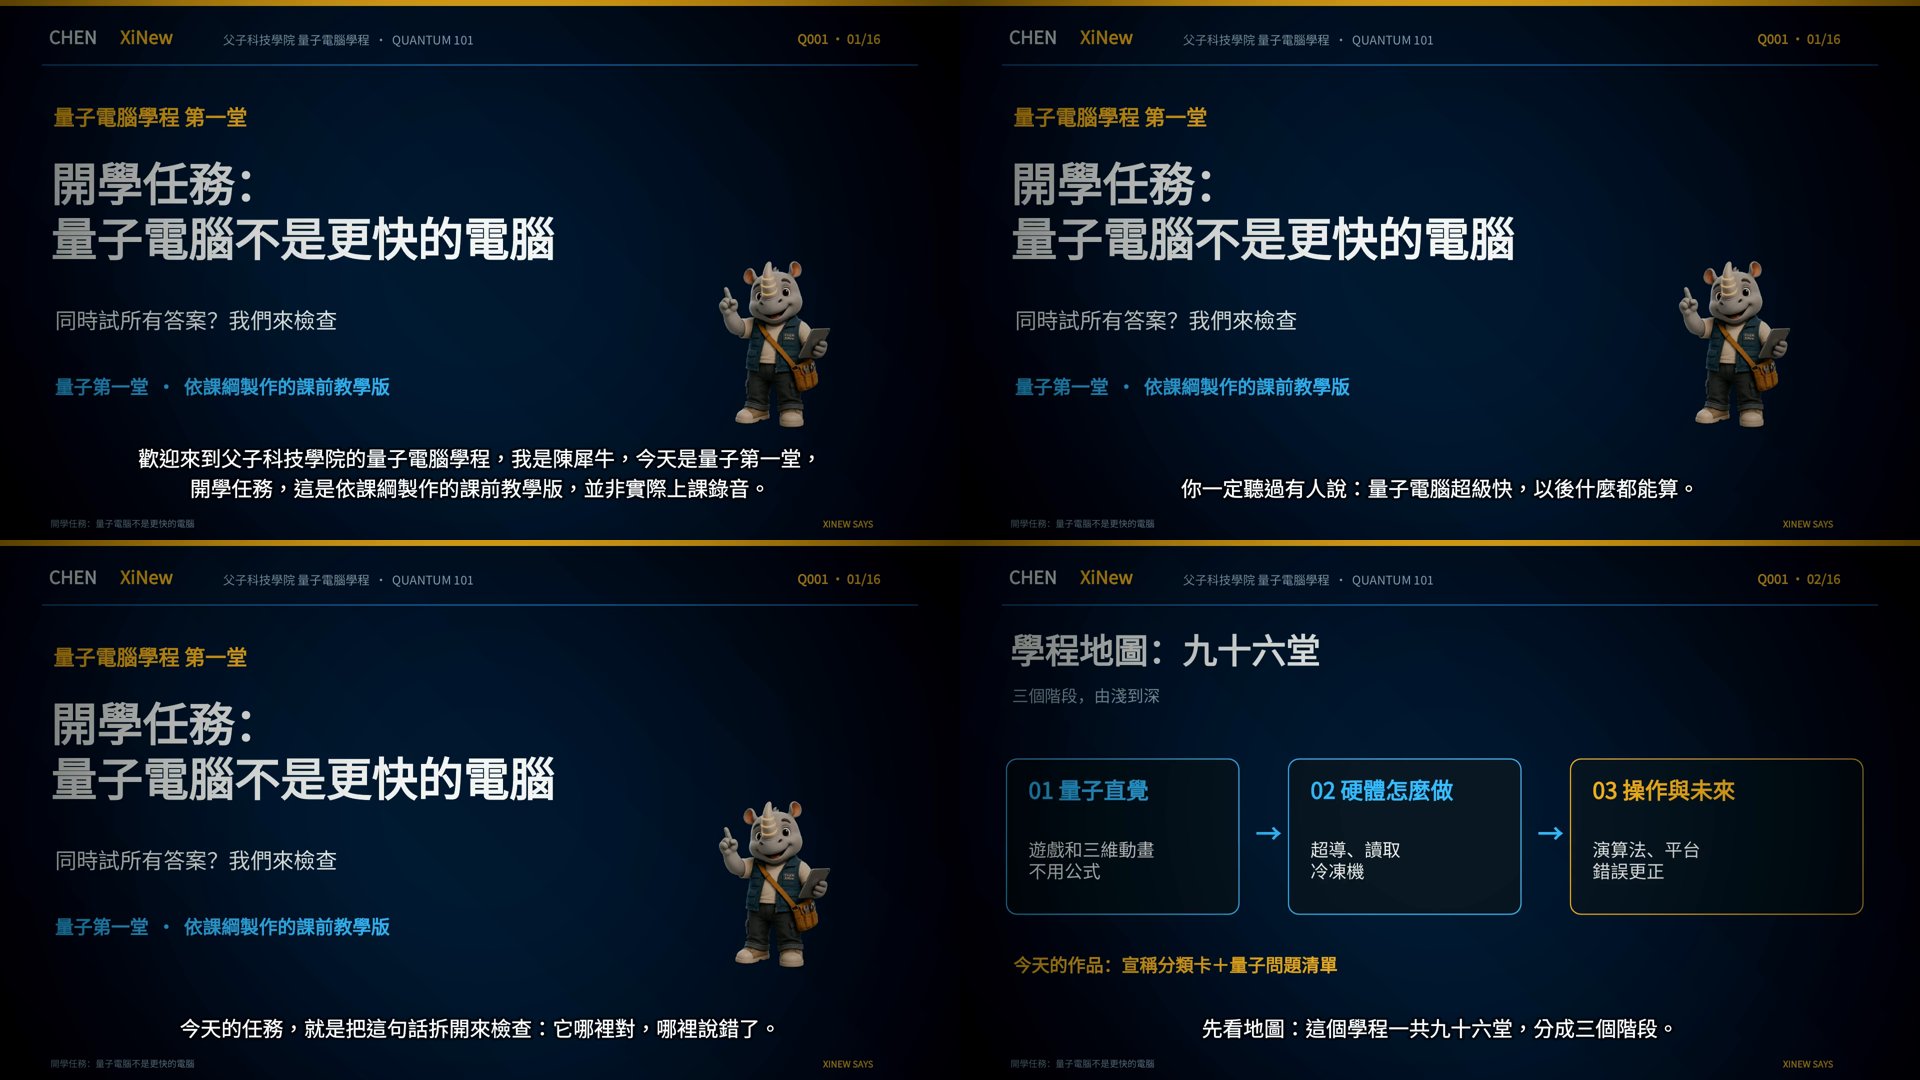 CHEN XiNew 父子科技學院 量子電腦學程 · QUANTUM 101 Q001 · 01/16
量子電腦學程 第一堂
開學任務：
量子電腦不是更快的電腦
同時試所有答案？我們來檢查
量子第一堂 · 依課綱製作的課前教學版
歡迎來到父子科技學院的量子電腦學程，我是陳犀牛，今天是量子第一堂，
開學任務，這是依課綱製作的課前教學版，並非實際上課錄音。
開學任務：量子電腦不是更快的電腦 XINEW SAYS
CHEN XiNew 父子科技學院 量子電腦學程 · QUANTUM 101 Q001 · 01/16
量子電腦學程 第一堂
開學任務：
量子電腦不是更快的電腦
同時試所有答案？我們來檢查
量子第一堂 · 依課綱製作的課前教學版
你一定聽過有人說：量子電腦超級快，以後什麼都能算。
開學任務：量子電腦不是更快的電腦 XINEW SAYS
CHEN XiNew 父子科技學院 量子電腦學程 · QUANTUM 101 Q001 · 01/16
量子電腦學程 第一堂
開學任務：
量子電腦不是更快的電腦
同時試所有答案？我們來檢查
量子第一堂 · 依課綱製作的課前教學版
今天的任務，就是把這句話拆開來檢查：它哪裡對，哪裡說錯了。
開學任務：量子電腦不是更快的電腦 XINEW SAYS
CHEN XiNew 父子科技學院 量子電腦學程 · QUANTUM 101 Q001 · 02/16
學程地圖：九十六堂
三個階段，由淺到深
01 量子直覺
遊戲和三維動畫
不用公式
→
02 硬體怎麼做
超導、讀取
冷凍機
→
03 操作與未來
演算法、平台
錯誤更正
今天的作品：宣稱分類卡＋量子問題清單
先看地圖：這個學程一共九十六堂，分成三個階段。
開學任務：量子電腦不是更快的電腦 XINEW SAYS